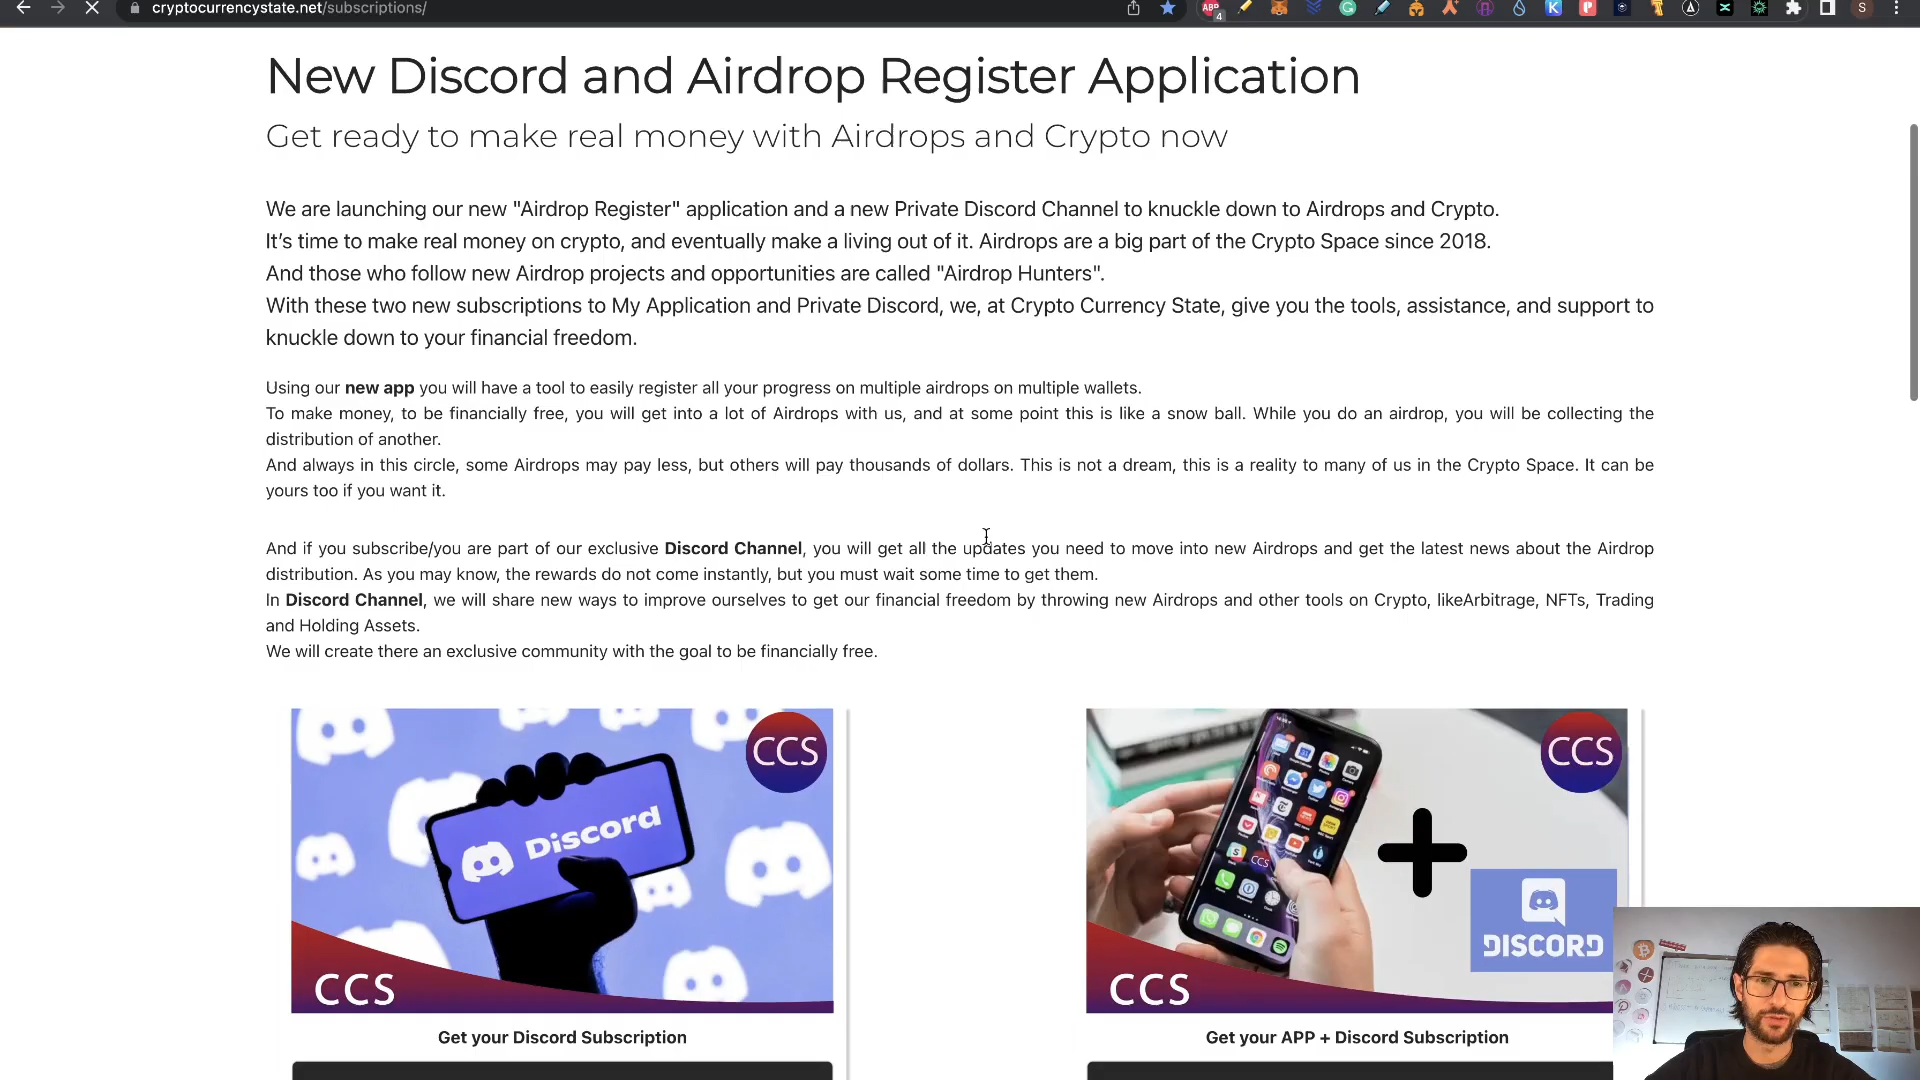 cryptocurrencystate.net/subscriptions/
ABP
4
K
S
New Discord and Airdrop Register Application
Get ready to make real money with Airdrops and Crypto now
We are launching our new "Airdrop Register" application and a new Private Discord Channel to knuckle down to Airdrops and Crypto.
It’s time to make real money on crypto, and eventually make a living out of it. Airdrops are a big part of the Crypto Space since 2018.
And those who follow new Airdrop projects and opportunities are called "Airdrop Hunters".
With these two new subscriptions to My Application and Private Discord, we, at Crypto Currency State, give you the tools, assistance, and support to
knuckle down to your financial freedom.
Using our new app you will have a tool to easily register all your progress on multiple airdrops on multiple wallets.
To make money, to be financially free, you will get into a lot of Airdrops with us, and at some point this is like a snow ball. While you do an airdrop, you will be collecting the
distribution of another.
And always in this circle, some Airdrops may pay less, but others will pay thousands of dollars. This is not a dream, this is a reality to many of us in the Crypto Space. It can be
yours too if you want it.
And if you subscribe/you are part of our exclusive Discord Channel, you will get all the updates you need to move into new Airdrops and get the latest news about the Airdrop
distribution. As you may know, the rewards do not come instantly, but you must wait some time to get them.
In Discord Channel, we will share new ways to improve ourselves to get our financial freedom by throwing new Airdrops and other tools on Crypto, likeArbitrage, NFTs, Trading
and Holding Assets.
We will create there an exclusive community with the goal to be financially free.
CCS
Discord
CCS
Get your Discord Subscription
CCS
CCS
DISCORD
CCS
Get your APP + Discord Subscription